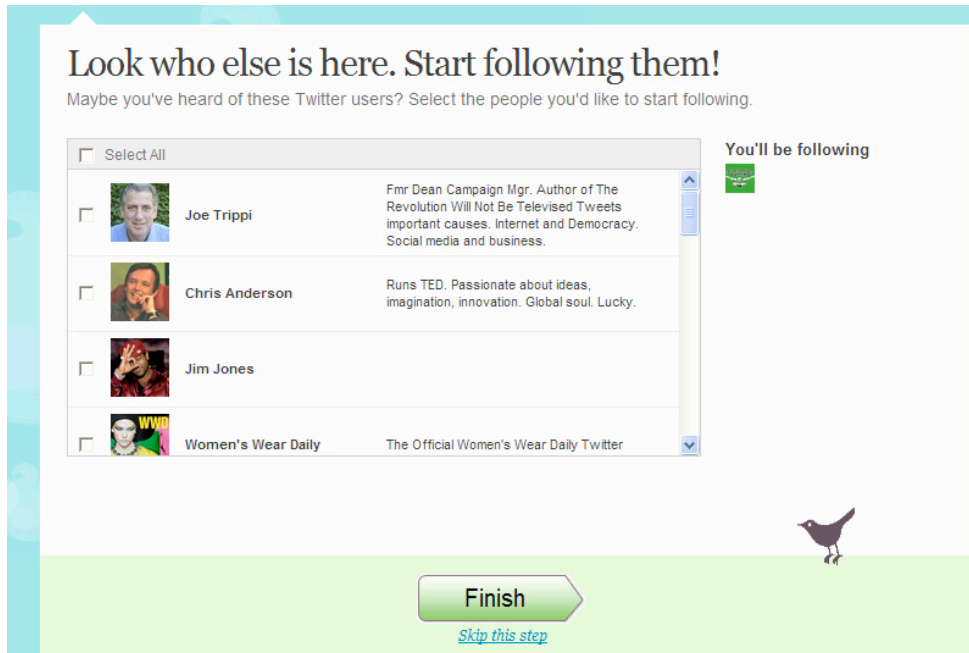 Look who else is here. Start following them!
Maybe you've heard of these Twitter users? Select the people you'd like to start following.
Select All
You'll be following
Joe Trippi
Fmr Dean Campaign Mgr. Author of The
Revolution Will Not Be Televised Tweets
important causes. Internet and Democracy.
Social media and business.
Chris Anderson
Runs TED. Passionate about ideas,
imagination, innovation. Global soul. Lucky.
Jim Jones
WWD
Women's Wear Daily
The Official Women's Wear Daily Twitter
Finish
Skip this step